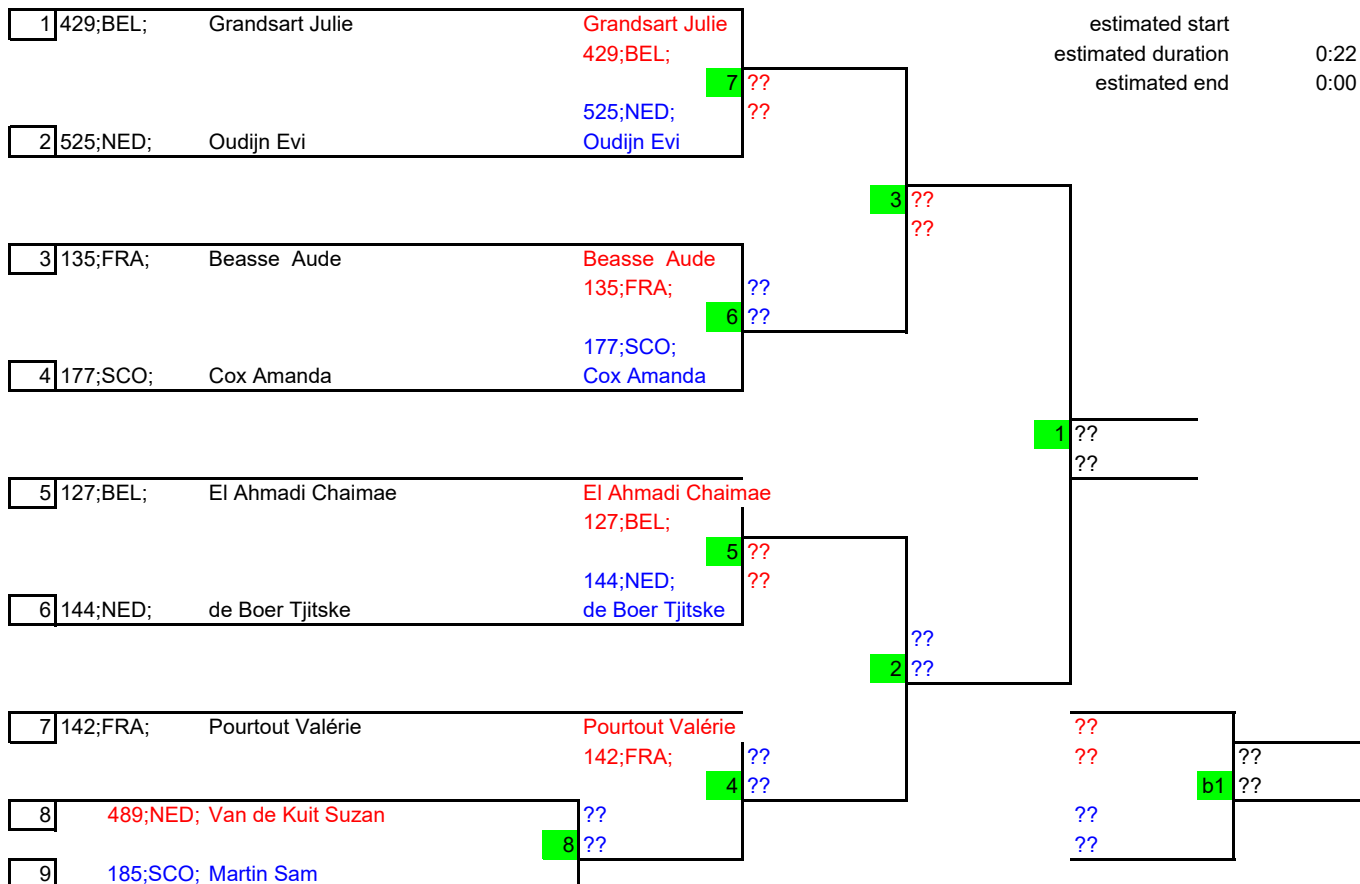 1 429;BEL; Grandsart Julie Grandsart Julie estimated start
429;BEL; estimated duration 0:22
7 ?? estimated end 0:00
525;NED; ??
2 525;NED; Oudijn Evi Oudijn Evi
3 ??
??
3 135;FRA; Beasse Aude Beasse Aude
135;FRA; ??
6 ??
177;SCO;
4 177;SCO; Cox Amanda Cox Amanda
1 ??
??
5 127;BEL; El Ahmadi Chaimae El Ahmadi Chaimae
127;BEL;
5 ??
144;NED; ??
6 144;NED; de Boer Tjitske de Boer Tjitske
??
2 ??
7 142;FRA; Pourtout Valérie Pourtout Valérie ??
142;FRA; ?? ?? ??
4 ?? b1 ??
8 489;NED; Van de Kuit Suzan ?? ??
8 ?? ??
9 185;SCO; Martin Sam